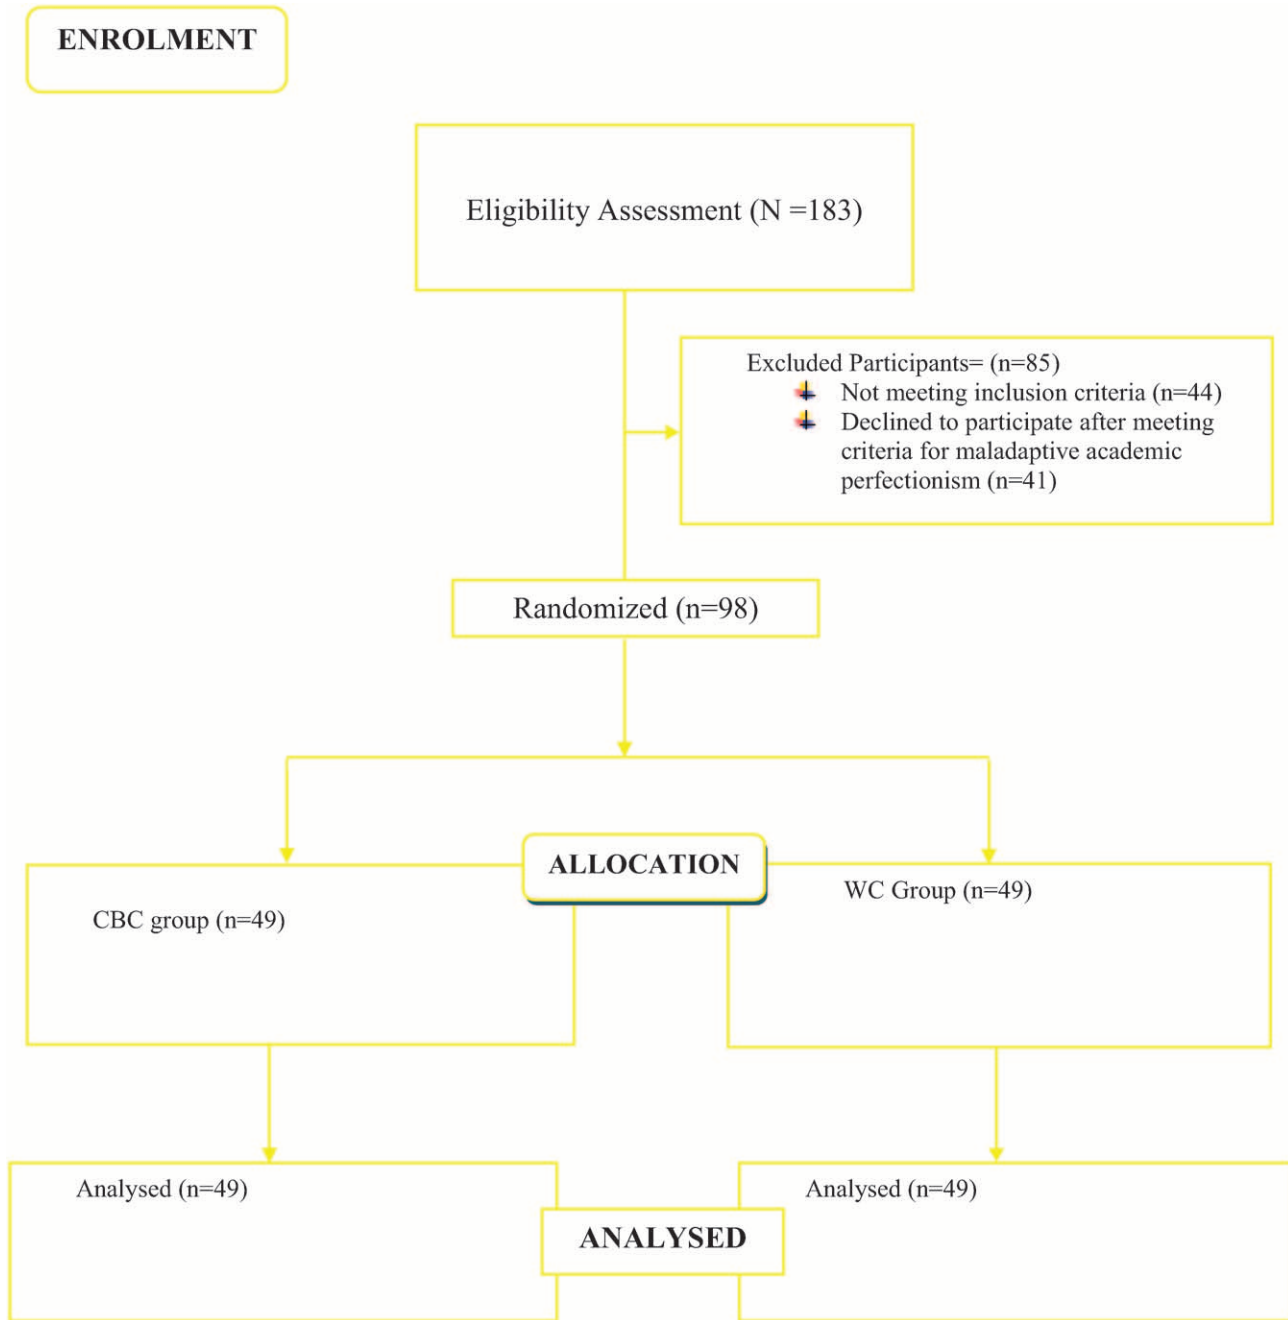 ENROLMENT
Eligibility Assessment (N =183)
Excluded Participants= (n=85)
Not meeting inclusion criteria (n=44)
Declined to participate after meeting
criteria for maladaptive academic
perfectionism (n=41)
Randomized (n=98)
ALLOCATION
CBC group (n=49)
WC Group (n=49)
Analysed (n=49)
Analysed (n=49)
ANALYSED